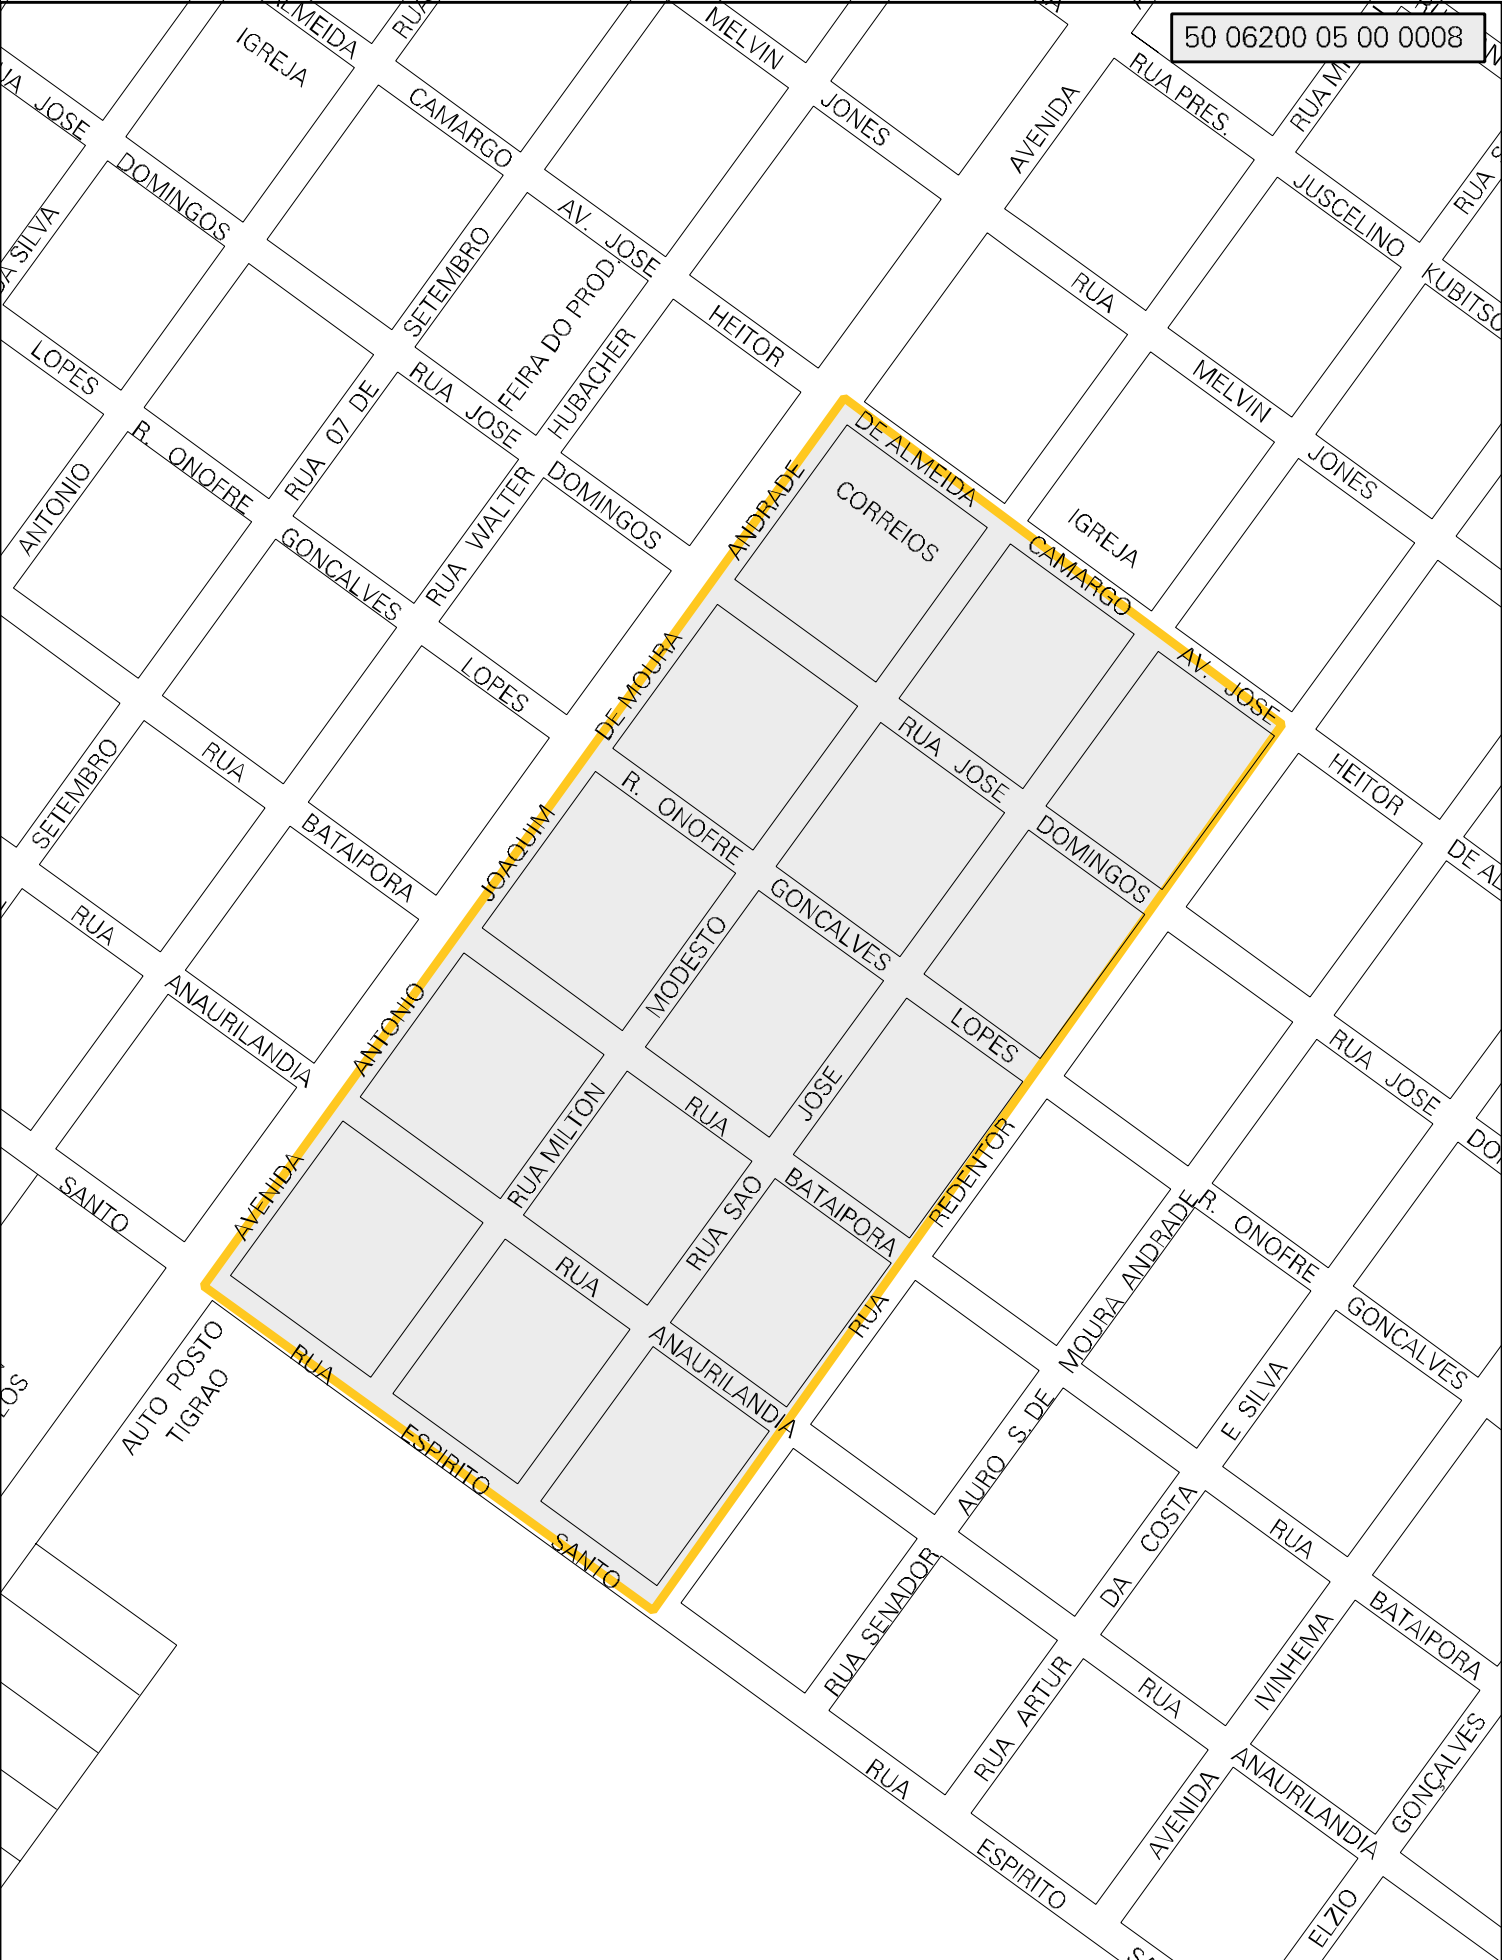 50 06200 05 00 0008
ALMEIDA
IGREJA
MELVIN
RUA PRES.
AVENIDA
JOSE
CAMARGO
JONES
DOMINGOS
AV. JOSE
JUSCELINO
RUA
SILVA
SETEMBRO
FEIRA DO PROD.
HUBACHER
HEITOR
RUA
LOPES
RUA JOSE
MELVIN
RUA 07 DE
R. ONOFRE
DE ALMEIDA
ANDRADE
CORREIOS
JONES
ANTONIO
GONCALVES
RUA WALTER
DOMINGOS
CAMARGO
IGREJA
LOPES
DE MOURA
AV. JOSE
RUA
SETEMBRO
RUA JOSE
HEITOR
BATAIPORA
JOAQUIM
R. ONOFRE
DOMINGOS
RUA
MODESTO
GONCALVES
ANAURILANDIA
ANTONIO
LOPES
RUA JOSE
JOSE
RUA
RUA MILTON
SANTO
AVENIDA
RUA SAO
BATAIPORA
REDENTOR
R. ONOFRE
MOURA ANDRADE
RUA
RUA
GONCALVES
AUTO POSTO
TIGRAO
RUA
ANAURILANDIA
E SILVA
ESPIRITO
AURO S. DE
SANTO
DA COSTA
RUA
RUA SENADOR
BATAIPORA
RUA ARTUR
IVINHEMA
RUA
RUA
AVENIDA
ANAURILANDIA
GONÇALVES
ESPIRITO
ELZIO